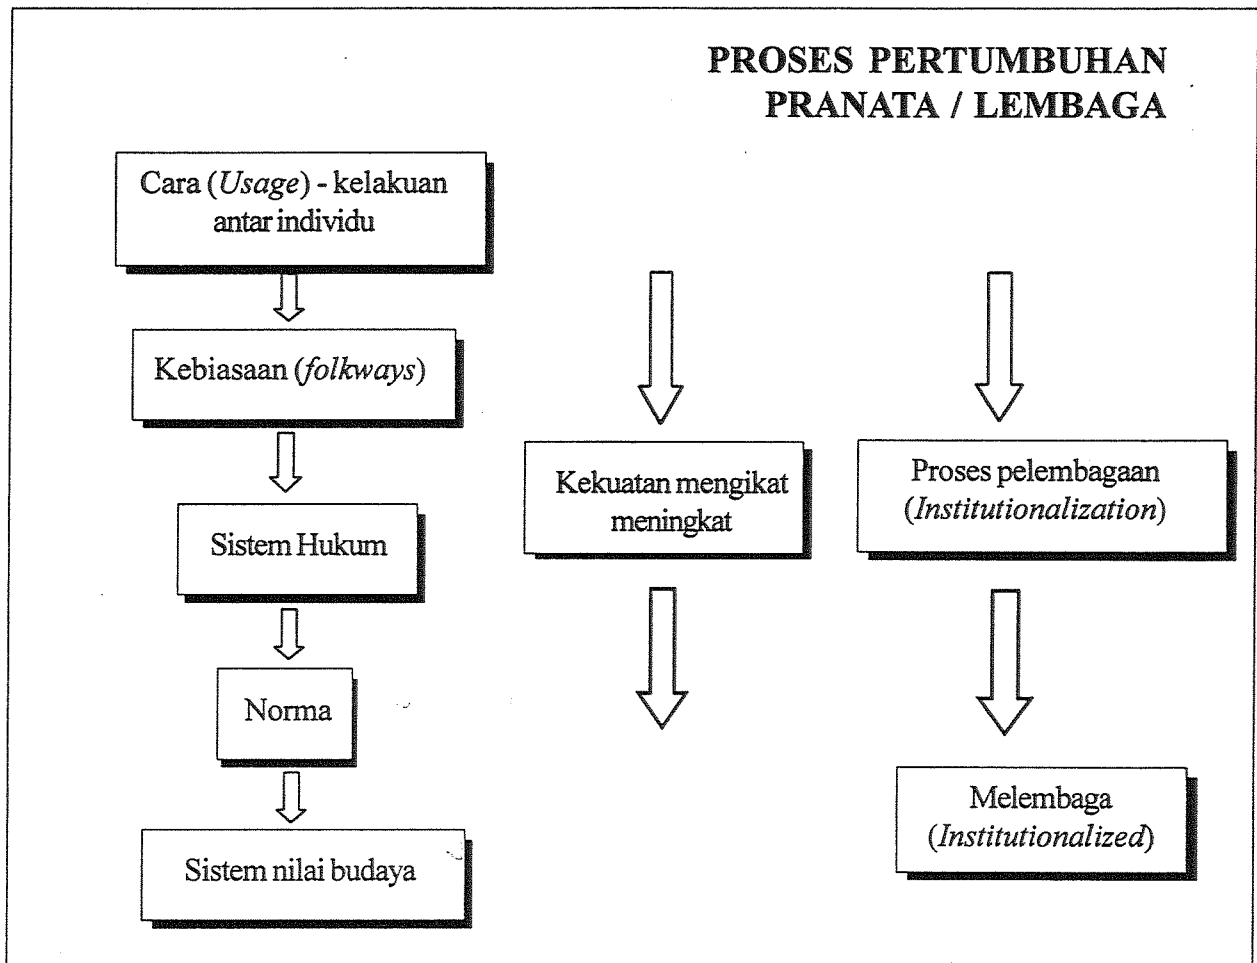 PROSES PERTUMBUHAN
PRANATA / LEMBAGA
Cara (Usage) - kelakuan
antar individu
Kebiasaan (folkways)
Sistem Hukum
Norma
Sistem nilai budaya
Kekuatan mengikat
meningkat
Proses pelembagaan
(Institutionalization)
Melembaga
(Institutionalized)